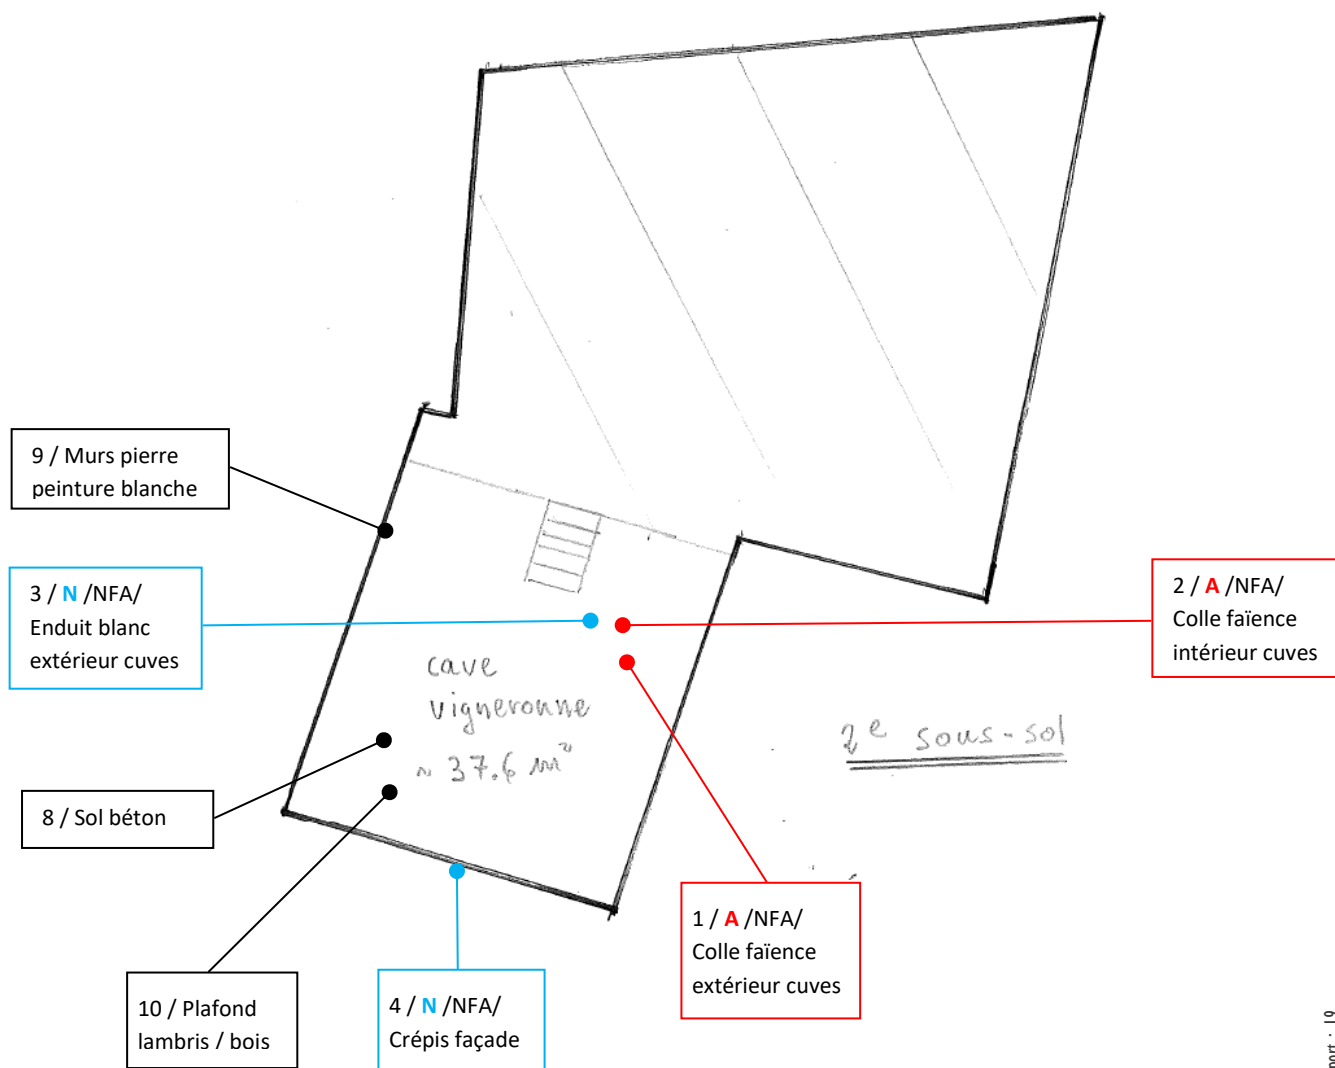 9 / Murs pierre
peinture blanche
3 / N /NFA/
Enduit blanc
extérieur cuves
2 / A /NFA/
Colle faïence
intérieur cuves
cave
vigneronne
~ 37.6 m²
2e sous-sol
8 / Sol béton
1 / A /NFA/
Colle faïence
extérieur cuves
10 / Plafond
lambris / bois
4 / N /NFA/
Crépis façade